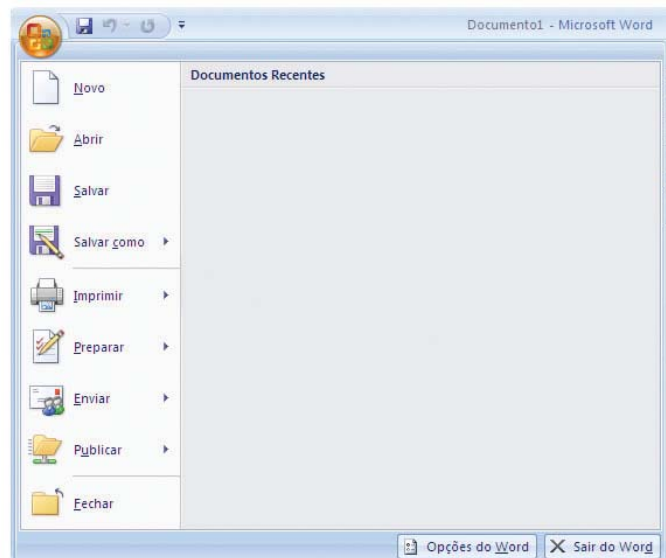 Documento1 - Microsoft Word
Documentos Recentes
Novo
Abrir
Salvar
Salvar como
Imprimir
Preparar
Enviar
Publicar
Fechar
Opções do Word
Sair do Word